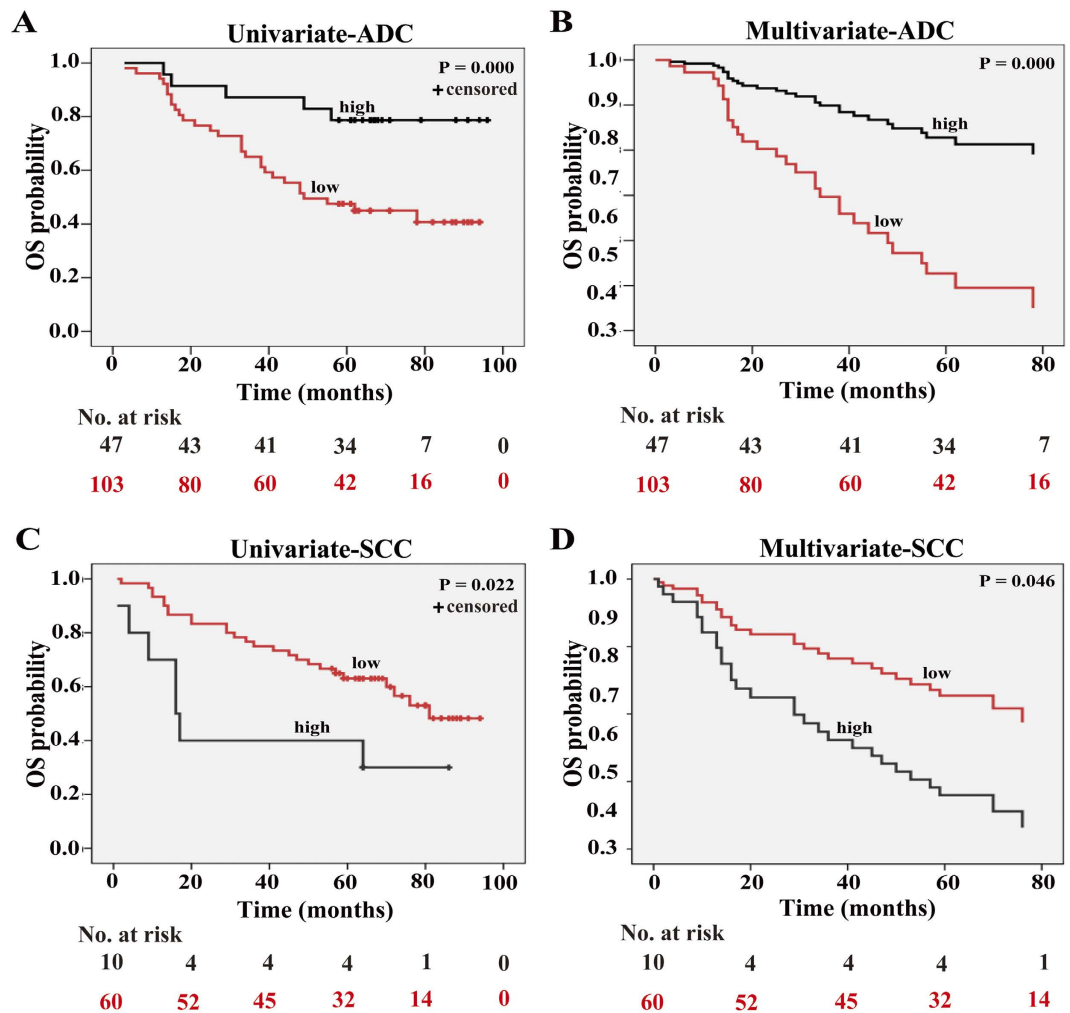 A
Univariate-ADC
P = 0.000
+ censored
high
low
OS probability
1.0
0.8
0.6
0.4
0.2
0.0
0 20 40 60 80 100
Time (months)
No. at risk
47 43 41 34 7 0
103 80 60 42 16 0
B
Multivariate-ADC
P = 0.000
high
low
OS probability
1.0
0.9
0.8
0.7
0.6
0.5
0.4
0.3
0 20 40 60 80
Time (months)
No. at risk
47 43 41 34 7
103 80 60 42 16
C
Univariate-SCC
P = 0.022
+ censored
low
high
OS probability
1.0
0.8
0.6
0.4
0.2
0.0
0 20 40 60 80 100
Time (months)
No. at risk
10 4 4 4 1 0
60 52 45 32 14 0
D
Multivariate-SCC
P = 0.046
low
high
OS probability
1.0
0.9
0.8
0.7
0.6
0.5
0.4
0.3
0 20 40 60 80
Time (months)
No. at risk
10 4 4 4 1
60 52 45 32 14